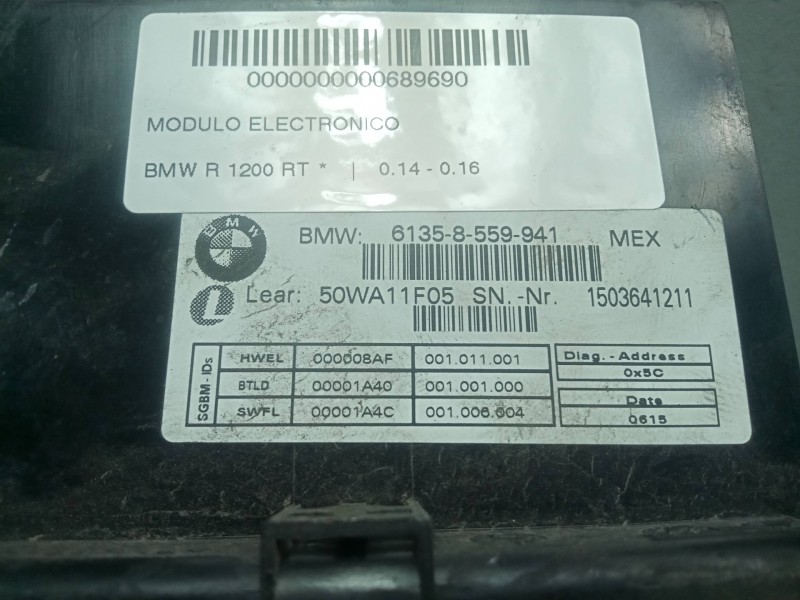 0000000000689690
MODULO ELECTRONICO
BMW R 1200 RT * | 0.14 - 0.16
BMW
BMW: 6135-8-559-941 MEX
L Lear: 50WA11F05 SN.-Nr. 1503641211
SGBM-IDs
HWEL 000008AF 001.011.001
BTLD 00001A40 001.001.000
SWFL 00001A4C 001.006.004
Diag.-Address
0x5C
Date
0615